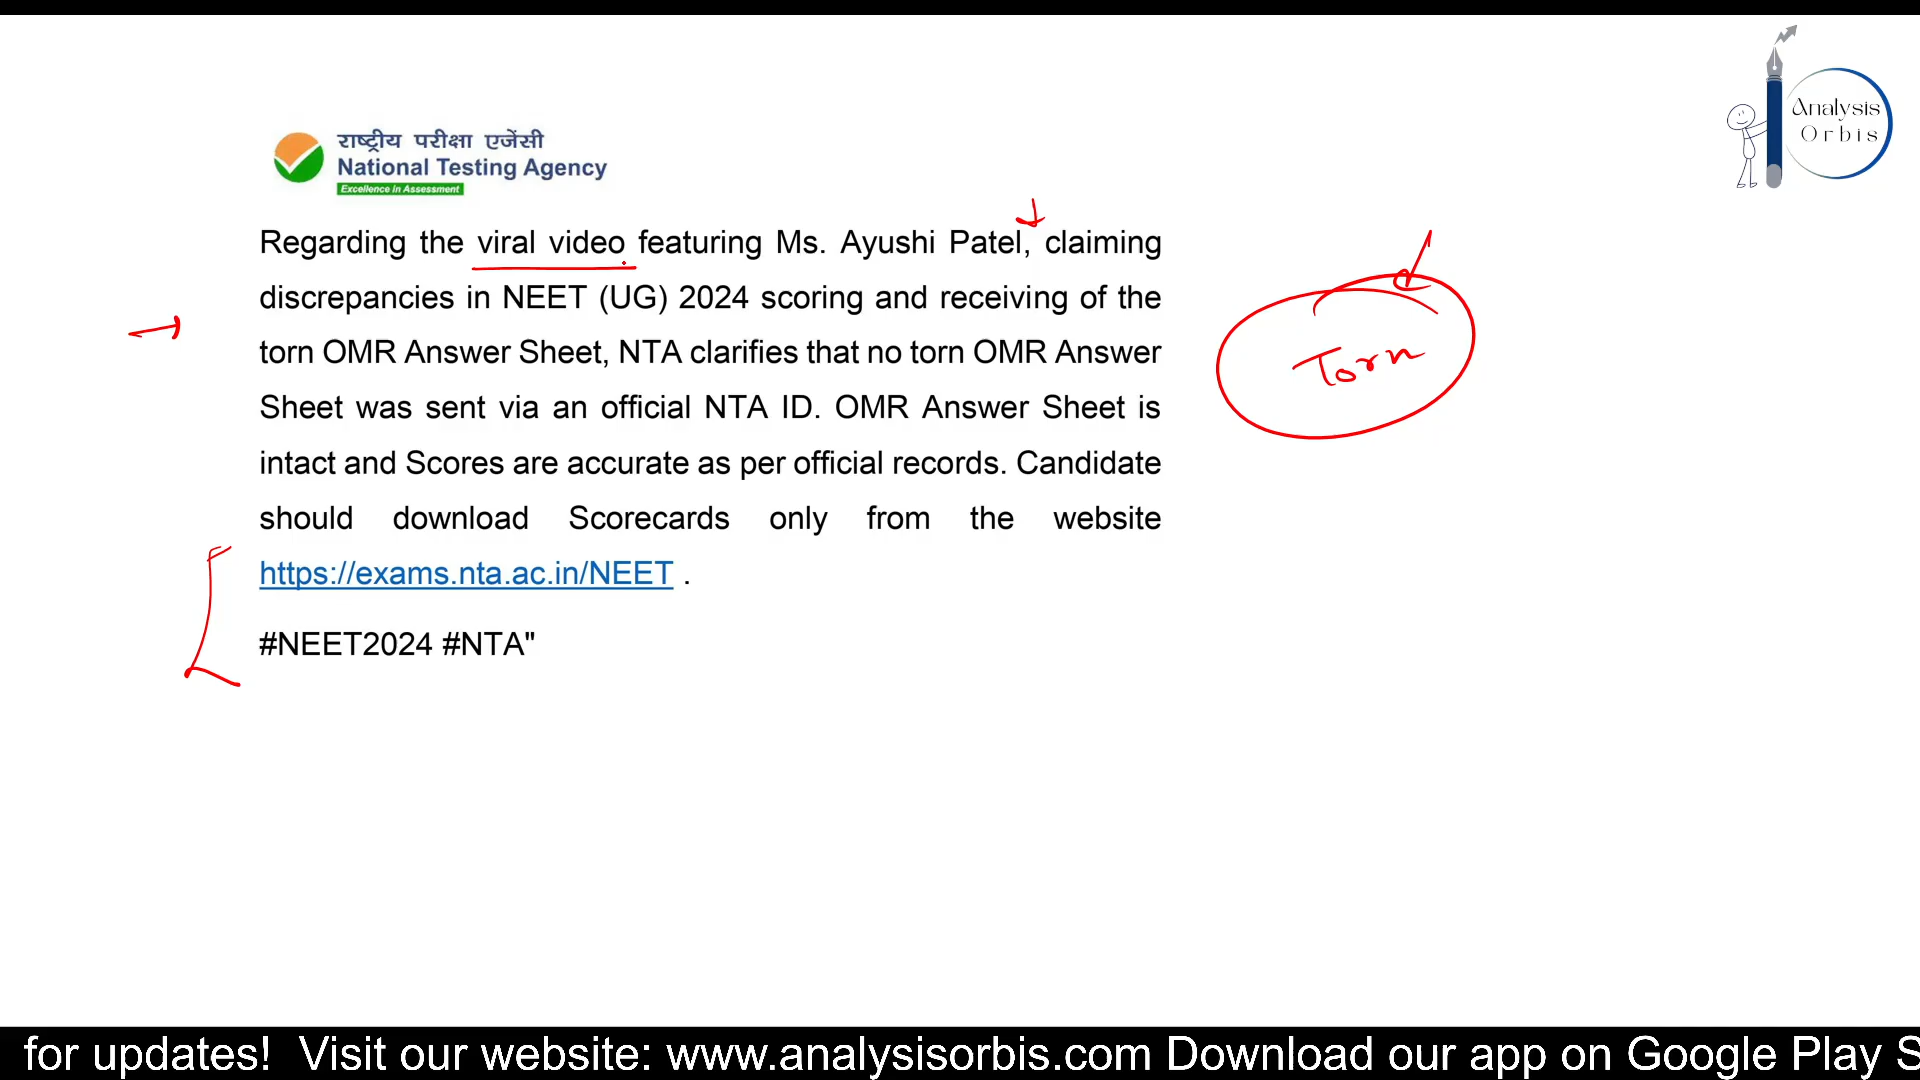 Analysis
Orbis
राष्ट्रीय परीक्षा एजेंसी
National Testing Agency
Excellence in Assessment
Regarding the viral video featuring Ms. Ayushi Patel, claiming
discrepancies in NEET (UG) 2024 scoring and receiving of the
torn OMR Answer Sheet, NTA clarifies that no torn OMR Answer
Sheet was sent via an official NTA ID. OMR Answer Sheet is
intact and Scores are accurate as per official records. Candidate
should download Scorecards only from the website
https://exams.nta.ac.in/NEET .
#NEET2024 #NTA"
Torn
for updates! Visit our website: www.analysisorbis.com Download our app on Google Play S